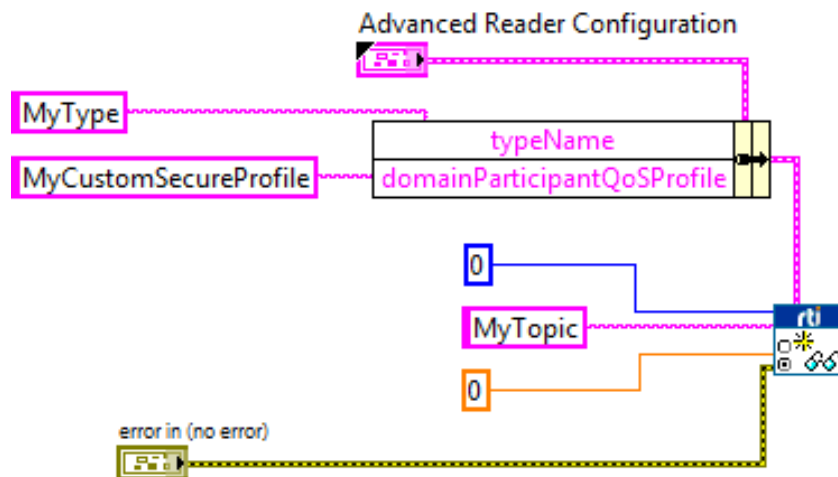 Advanced Reader Configuration
MyType
typeName
MyCustomSecureProfile
domainParticipantQoSProfile
0
rti
MyTopic
0
error in (no error)